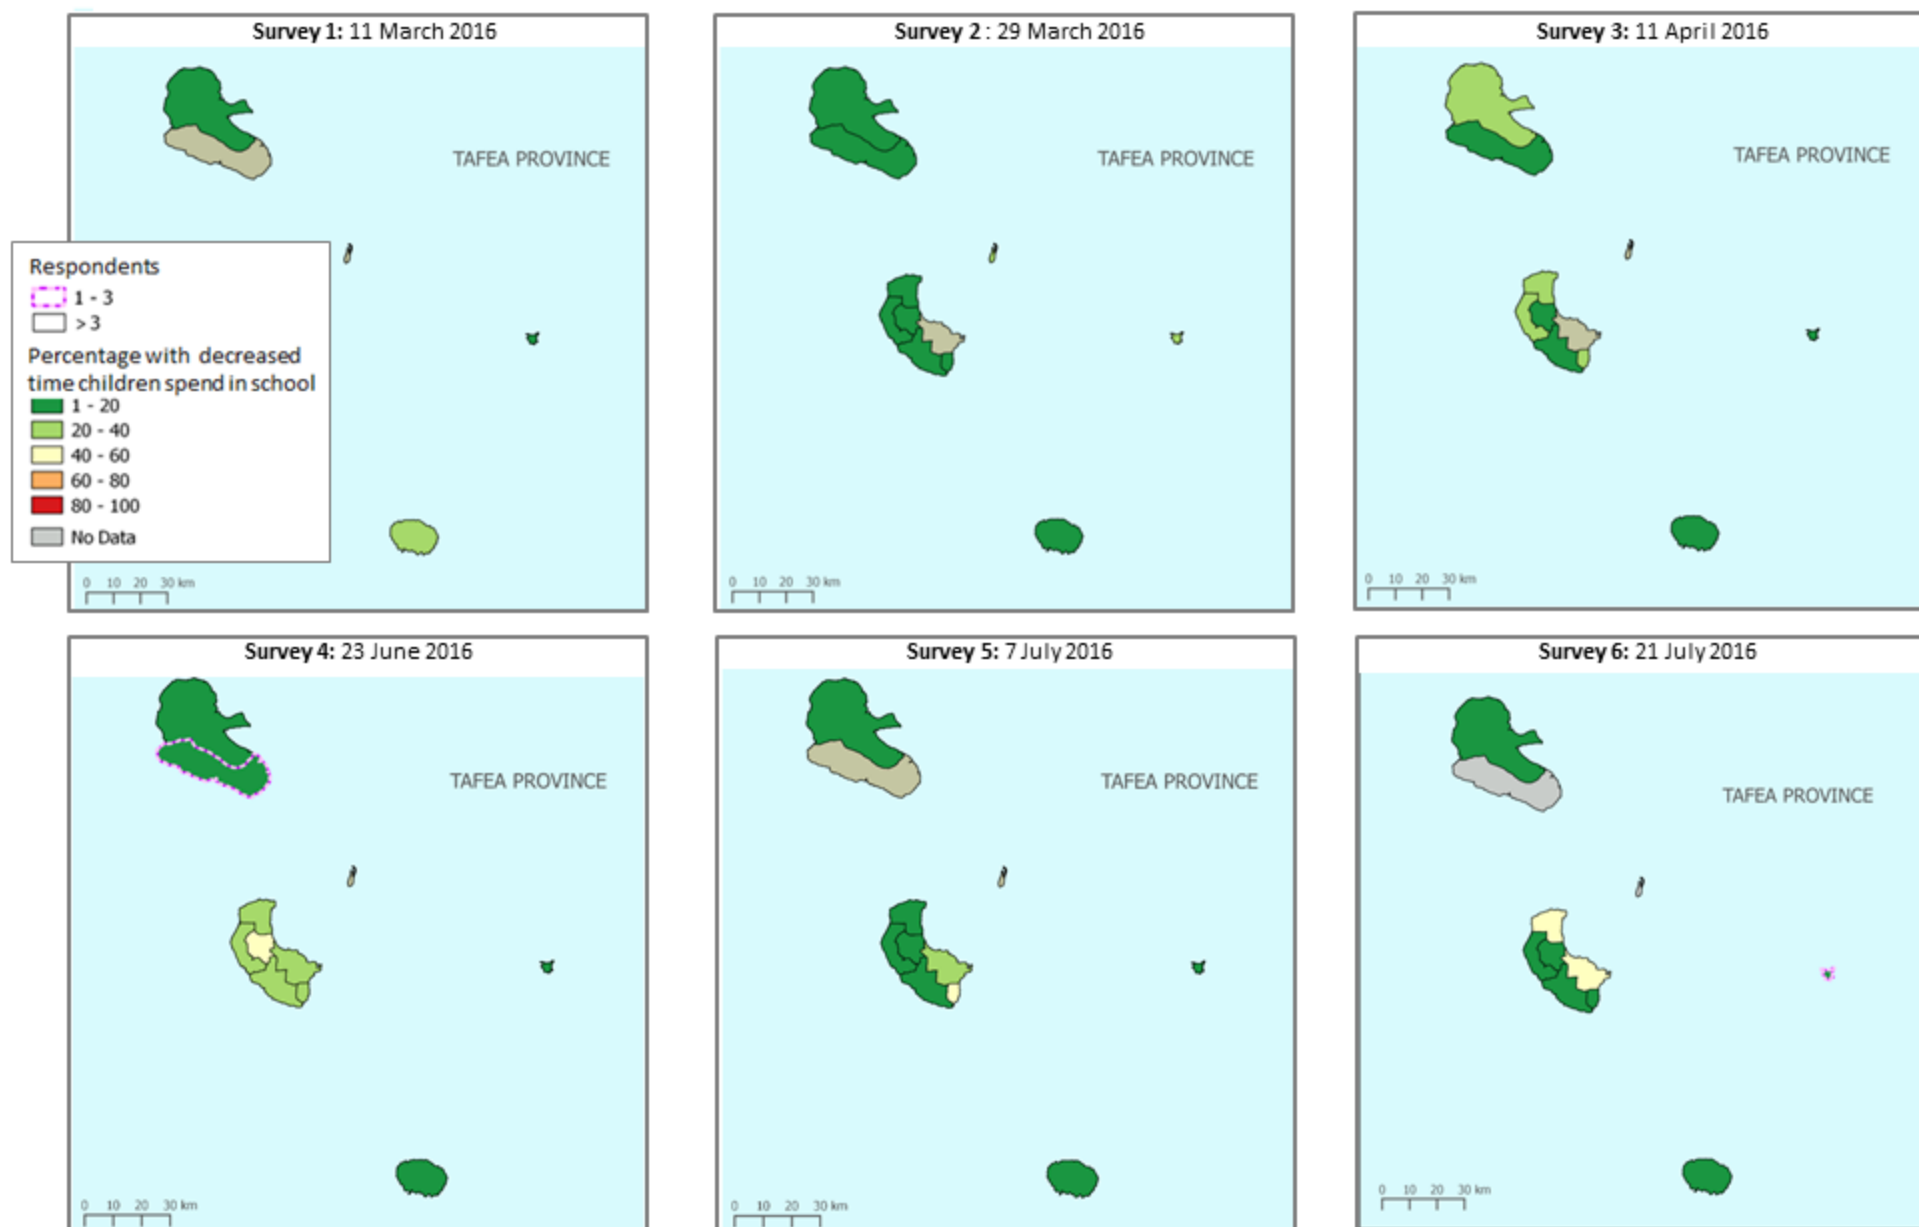 Survey 1: 11 March 2016
TAFEA PROVINCE
Respondents
1 - 3
> 3
Percentage with decreased
time children spend in school
1 - 20
20 - 40
40 - 60
60 - 80
80 - 100
No Data
0 10 20 30 km
Survey 2 : 29 March 2016
TAFEA PROVINCE
0 10 20 30 km
Survey 3: 11 April 2016
TAFEA PROVINCE
0 10 20 30 km
Survey 4: 23 June 2016
TAFEA PROVINCE
0 10 20 30 km
Survey 5: 7 July 2016
TAFEA PROVINCE
0 10 20 30 km
Survey 6: 21 July 2016
TAFEA PROVINCE
0 10 20 30 km